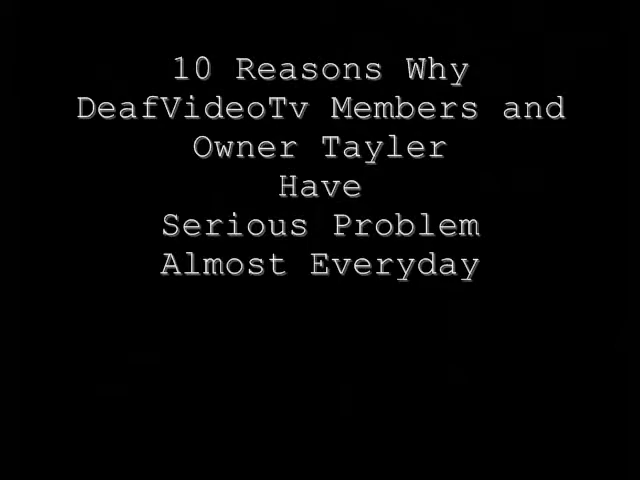 10 Reasons Why
DeafVideoTv Members and
Owner Tayler
Have
Serious Problem
Almost Everyday